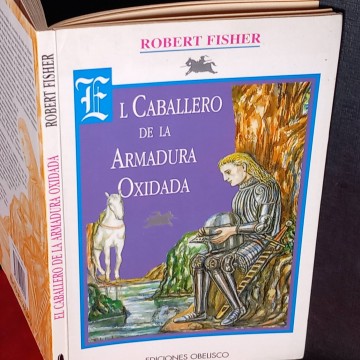 ROBERT FISHER
EL CABALLERO
DE LA
ARMADURA
OXIDADA
EDICIONES OBELISCO
ROBERT FISHER
EL CABALLERO DE LA ARMADURA OXIDADA